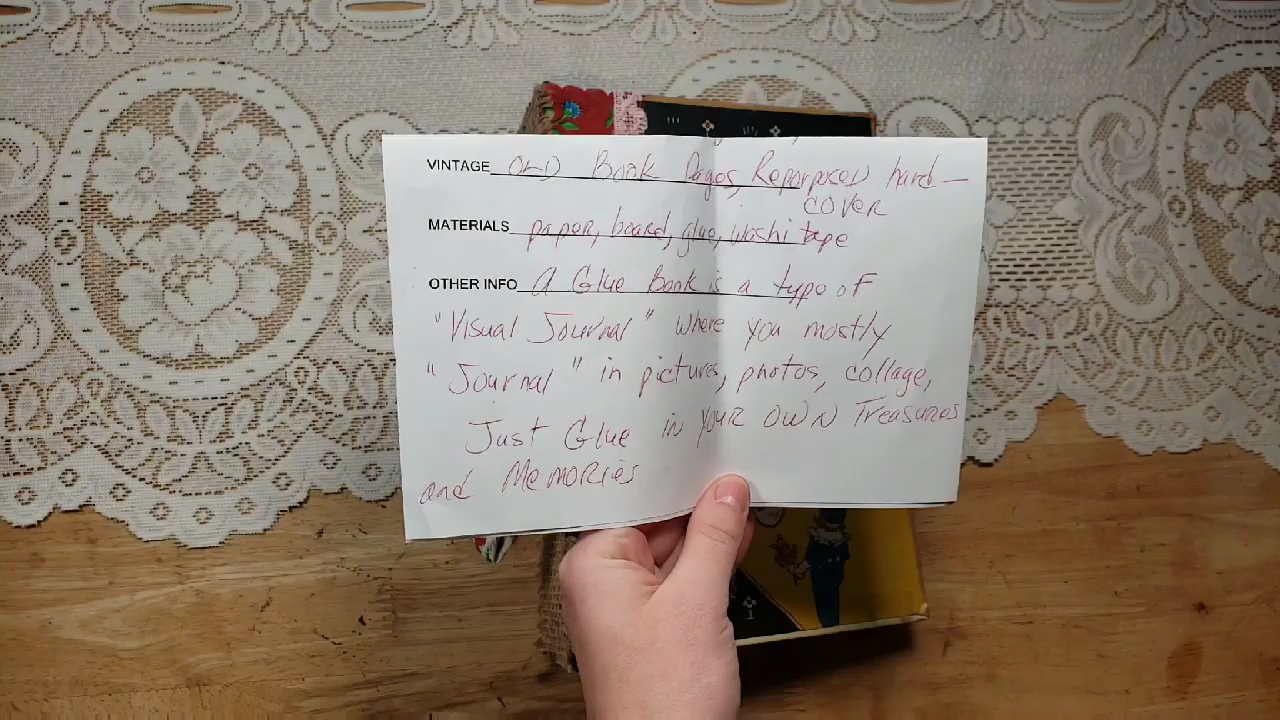 VINTAGE OLD Book Pages, Repurposed hard-
cover
MATERIALS paper, board, glue, washi tape
OTHER INFO A Glue Book is a type of
"Visual Journal" where you mostly
"Journal" in pictures, photos, collage,
Just Glue in your own Treasures
and Memories